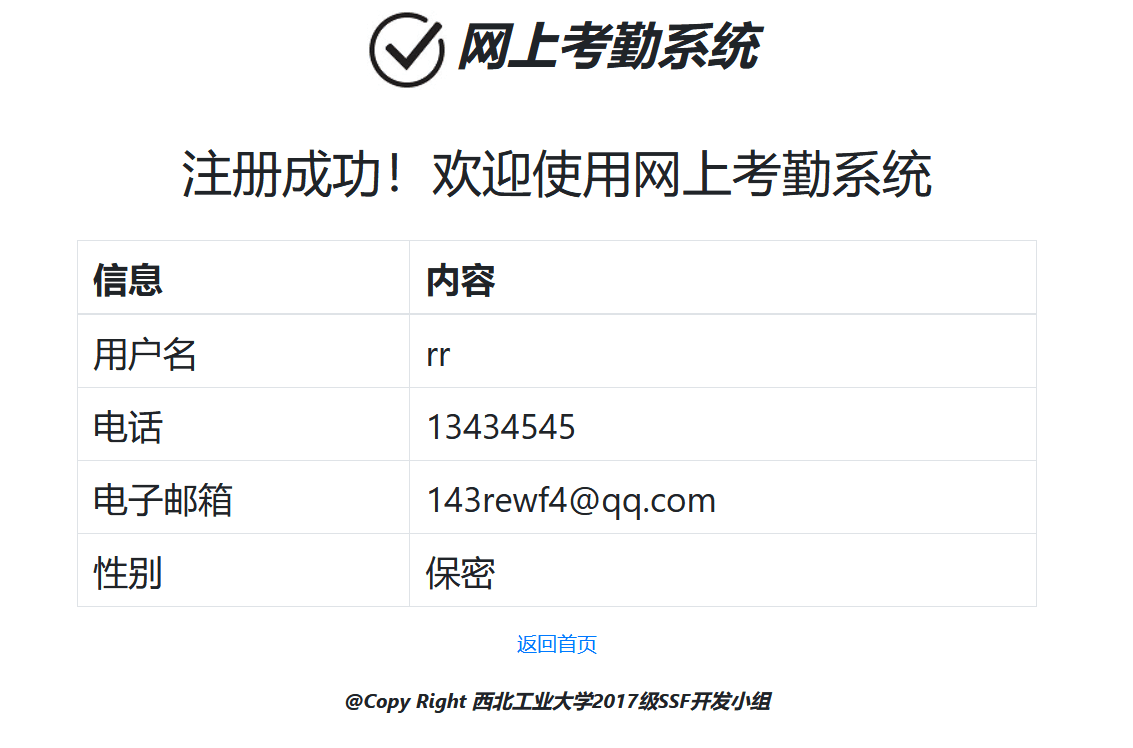 网上考勤系统
注册成功！欢迎使用网上考勤系统
信息 内容
用户名 rr
电话 13434545
电子邮箱 143rewf4@qq.com
性别 保密
返回首页
@Copy Right 西北工业大学2017级SSF开发小组